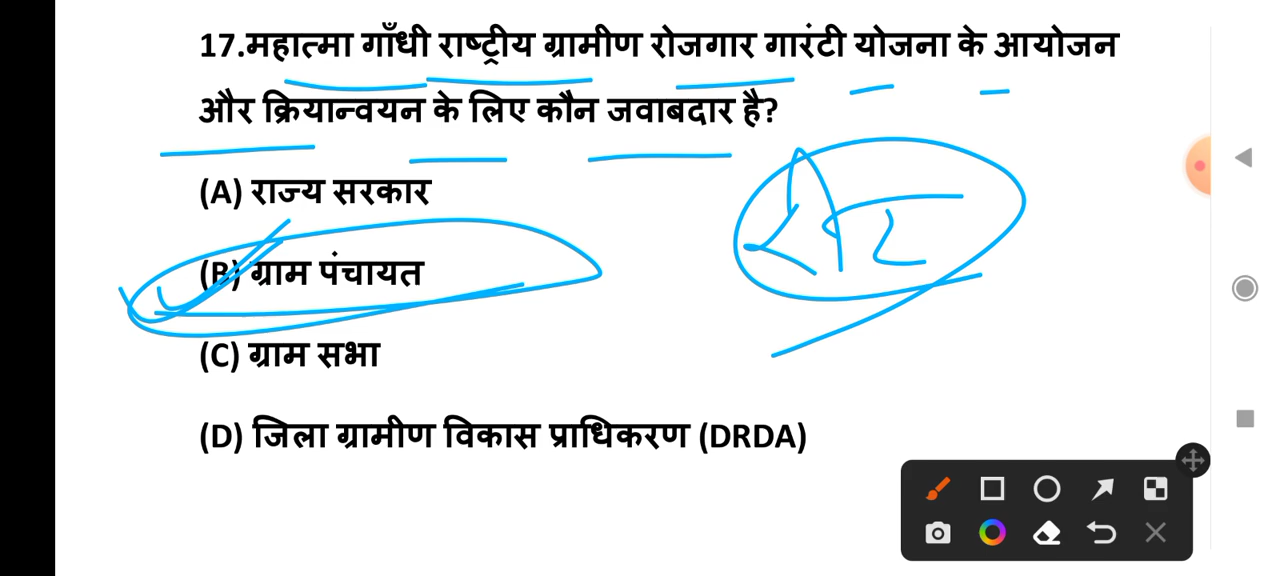 17.महात्मा गाँधी राष्ट्रीय ग्रामीण रोजगार गारंटी योजना के आयोजन
और क्रियान्वयन के लिए कौन जवाबदार है?
(A) राज्य सरकार
(B) ग्राम पंचायत
(C) ग्राम सभा
(D) जिला ग्रामीण विकास प्राधिकरण (DRDA)